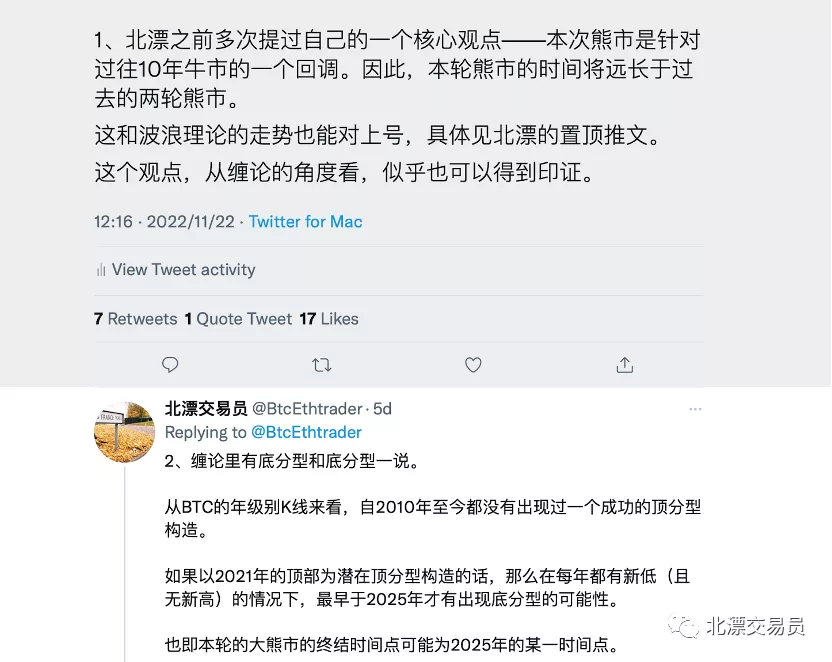 1、北漂之前多次提过自己的一个核心观点——本次熊市是针对
过往10年牛市的一个回调。因此，本轮熊市的时间将远长于过
去的两轮熊市。
这和波浪理论的走势也能对上号，具体见北漂的置顶推文。
这个观点，从缠论的角度看，似乎也可以得到印证。
12:16 · 2022/11/22 · Twitter for Mac
View Tweet activity
7 Retweets 1 Quote Tweet 17 Likes
北漂交易员 @BtcEthtrader · 5d
Replying to @BtcEthtrader
2、缠论里有底分型和底分型一说。
从BTC的年级别K线来看，自2010年至今都没有出现过一个成功的顶分型
构造。
如果以2021年的顶部为潜在顶分型构造的话，那么在每年都有新低（且
无新高）的情况下，最早于2025年才有出现底分型的可能性。
也即本轮的大熊市的终结时间点可能为2025年的某一时间点。
北漂交易员